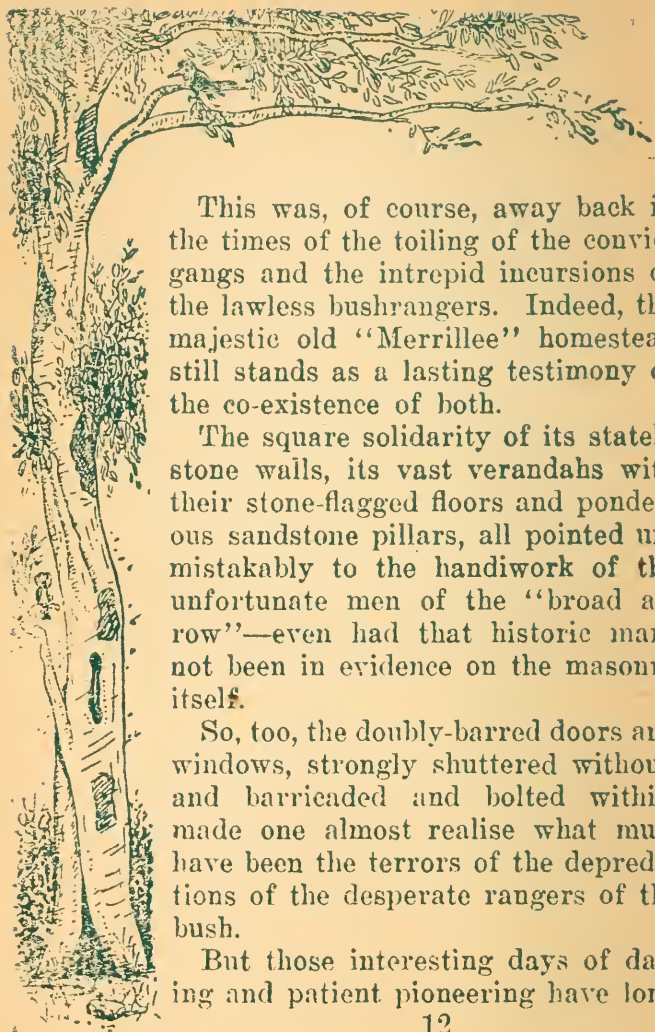 This was, of course, away back i
the times of the toiling of the convic
gangs and the intrepid incursions o
the lawless bushrangers. Indeed, th
majestic old "Merrillee" homestea
still stands as a lasting testimony o
the co-existence of both.
The square solidarity of its statel
stone walls, its vast verandahs wit
their stone-flagged floors and ponde
ous sandstone pillars, all pointed un
mistakably to the handiwork of th
unfortunate men of the "broad a
row"—even had that historic mar
not been in evidence on the masonr
itself.
So, too, the doubly-barred doors an
windows, strongly shuttered withou
and barricaded and bolted withi
made one almost realise what mu
have been the terrors of the depred
tions of the desperate rangers of th
bush.
But those interesting days of da
ing and patient pioneering have lon
12